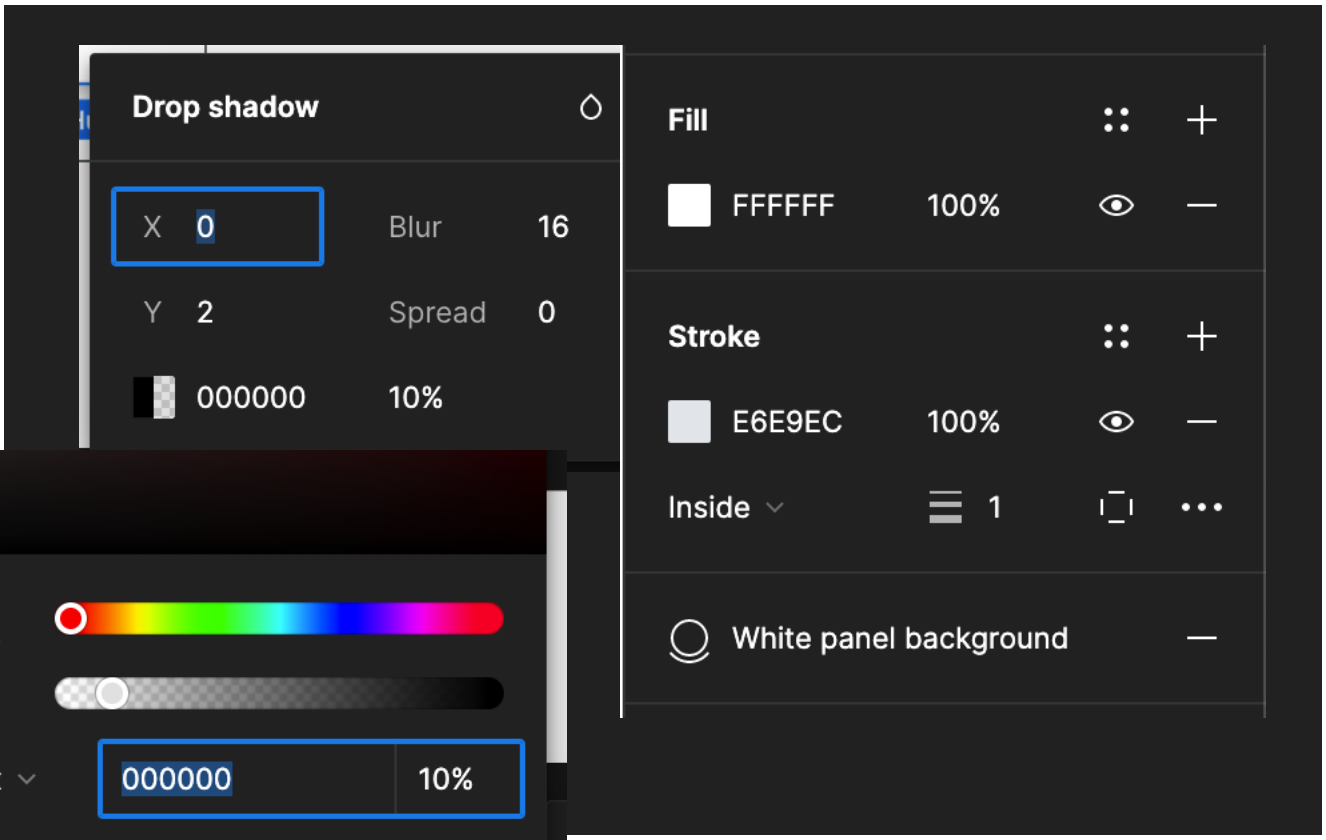 Drop shadow
X 0 Blur 16
Y 2 Spread 0
000000 10%
000000 10%
Fill
FFFFFF 100%
Stroke
E6E9EC 100%
Inside 1
White panel background